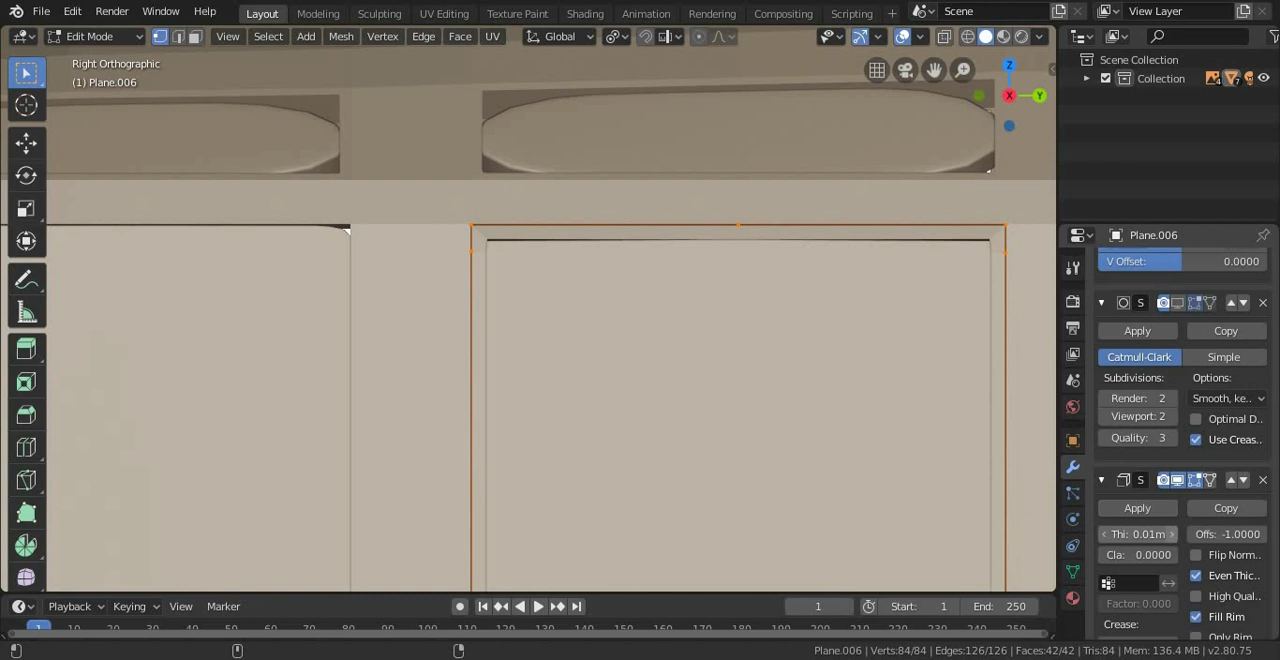 File Edit Render Window Help Layout Modeling Sculpting UV Editing Texture Paint Shading Animation Rendering Compositing Scripting + Scene View Layer
Edit Mode View Select Add Mesh Vertex Edge Face UV Global
Right Orthographic
(1) Plane.006
Z
X
Y
Scene Collection
Collection
7
Plane.006
V Offset: 0.0000
S
Apply Copy
Catmull-Clark Simple
Subdivisions: Options:
Render: 2 Smooth, ke..
Viewport: 2 Optimal D..
Quality: 3 Use Creas..
S
Apply Copy
Thi: 0.01m Offs: -1.0000
Cla: 0.0000 Flip Norm..
Even Thic..
High Qual..
Factor: 0.000
Fill Rim
Crease:
Only Rim
Playback Keying View Marker 1 Start: 1 End: 250
1 10 20 30 40 50 60 70 80 90 100 110 120 130 140 150 160 170 180 190 200 210 220 230 240 250
Plane.006 | Verts:84/84 | Edges:126/126 | Faces:42/42 | Tris:84 | Mem: 136.4 MB | v2.80.75